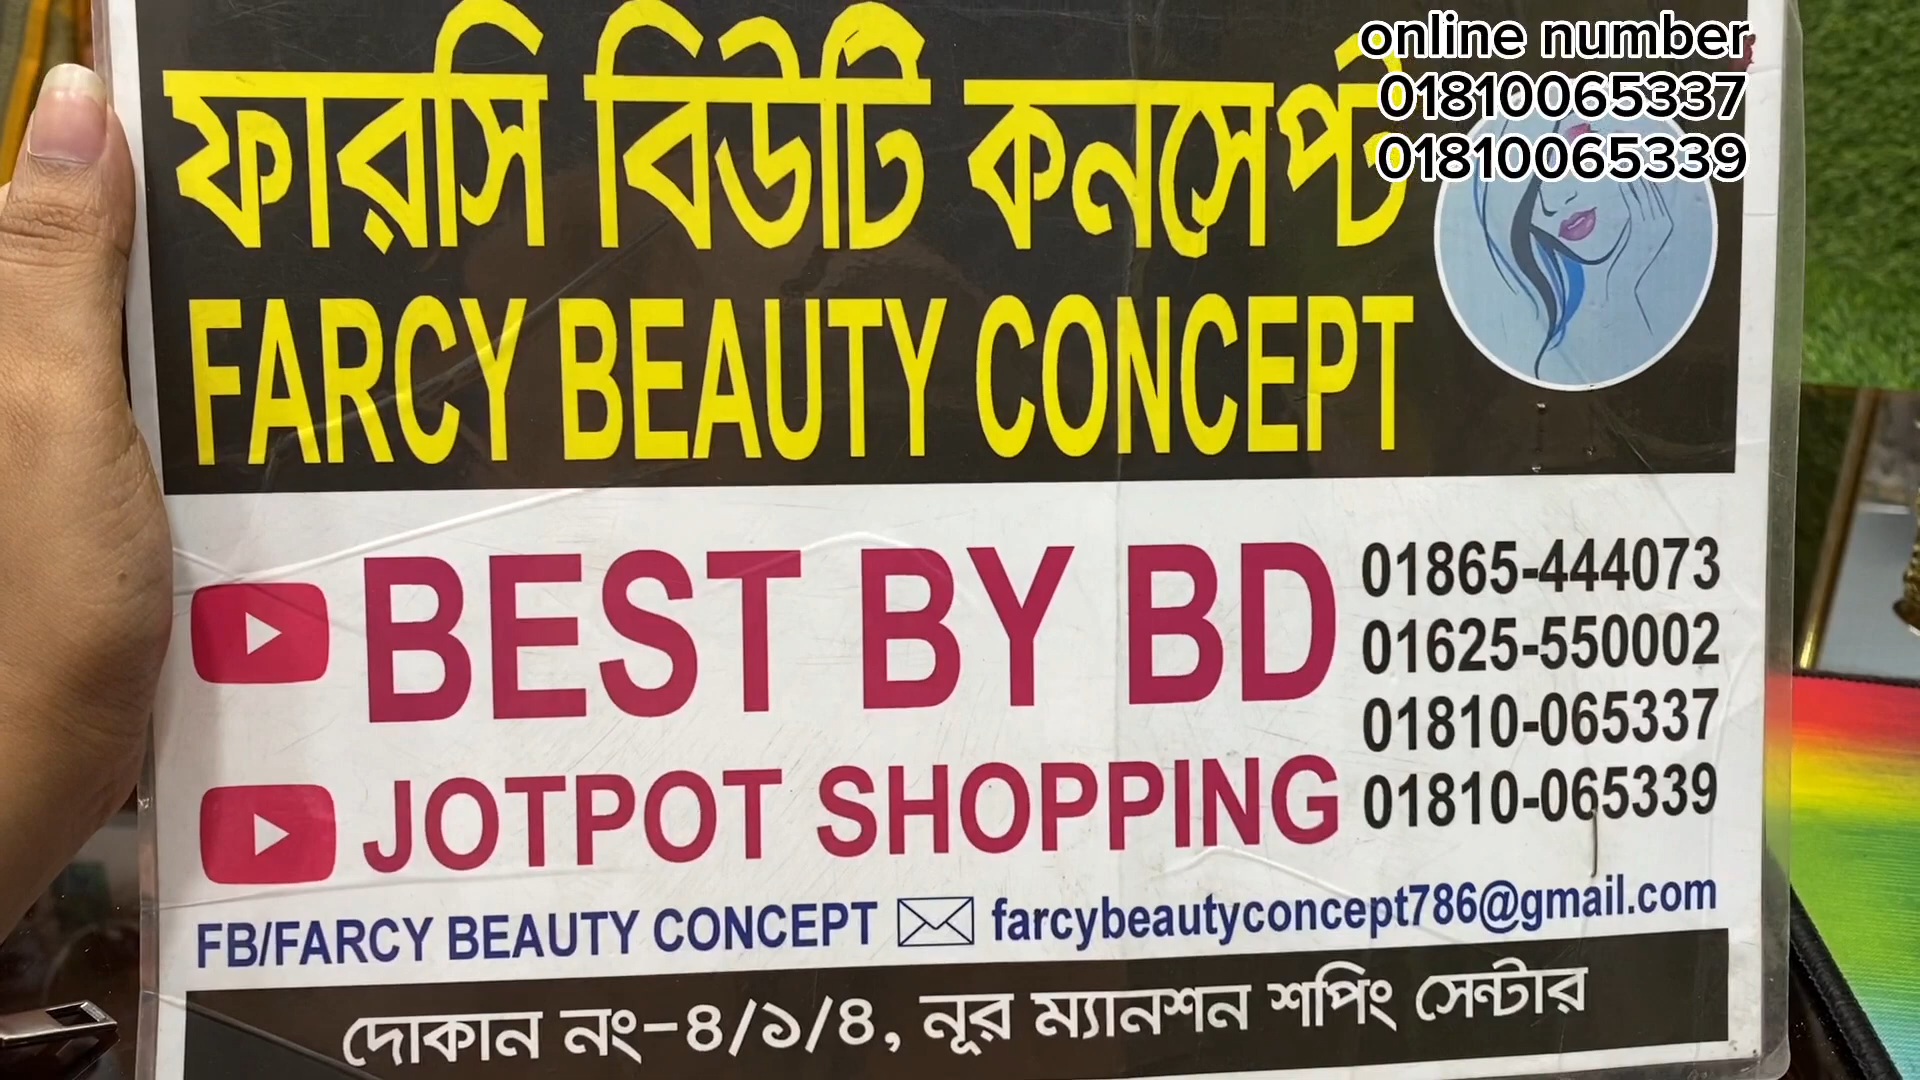 online number
01810065337
01810065339
ফারসি বিউটি কনসেপ্ট
FARCY BEAUTY CONCEPT
BEST BY BD
JOTPOT SHOPPING
01865-444073
01625-550002
01810-065337
01810-065339
FB/FARCY BEAUTY CONCEPT farcybeautyconcept786@gmail.com
দোকান নং-৪/১/৪, নূর ম্যানশন শপিং সেন্টার